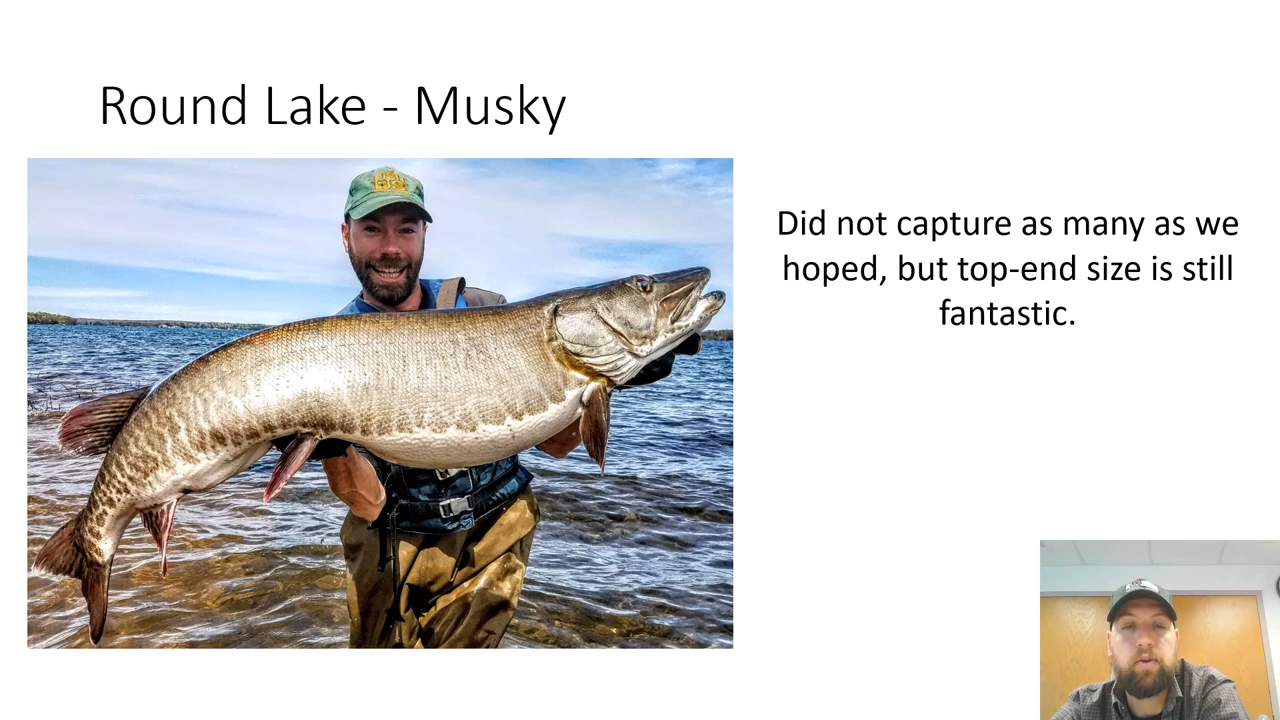 Round Lake - Musky
Did not capture as many as we
hoped, but top-end size is still
fantastic.